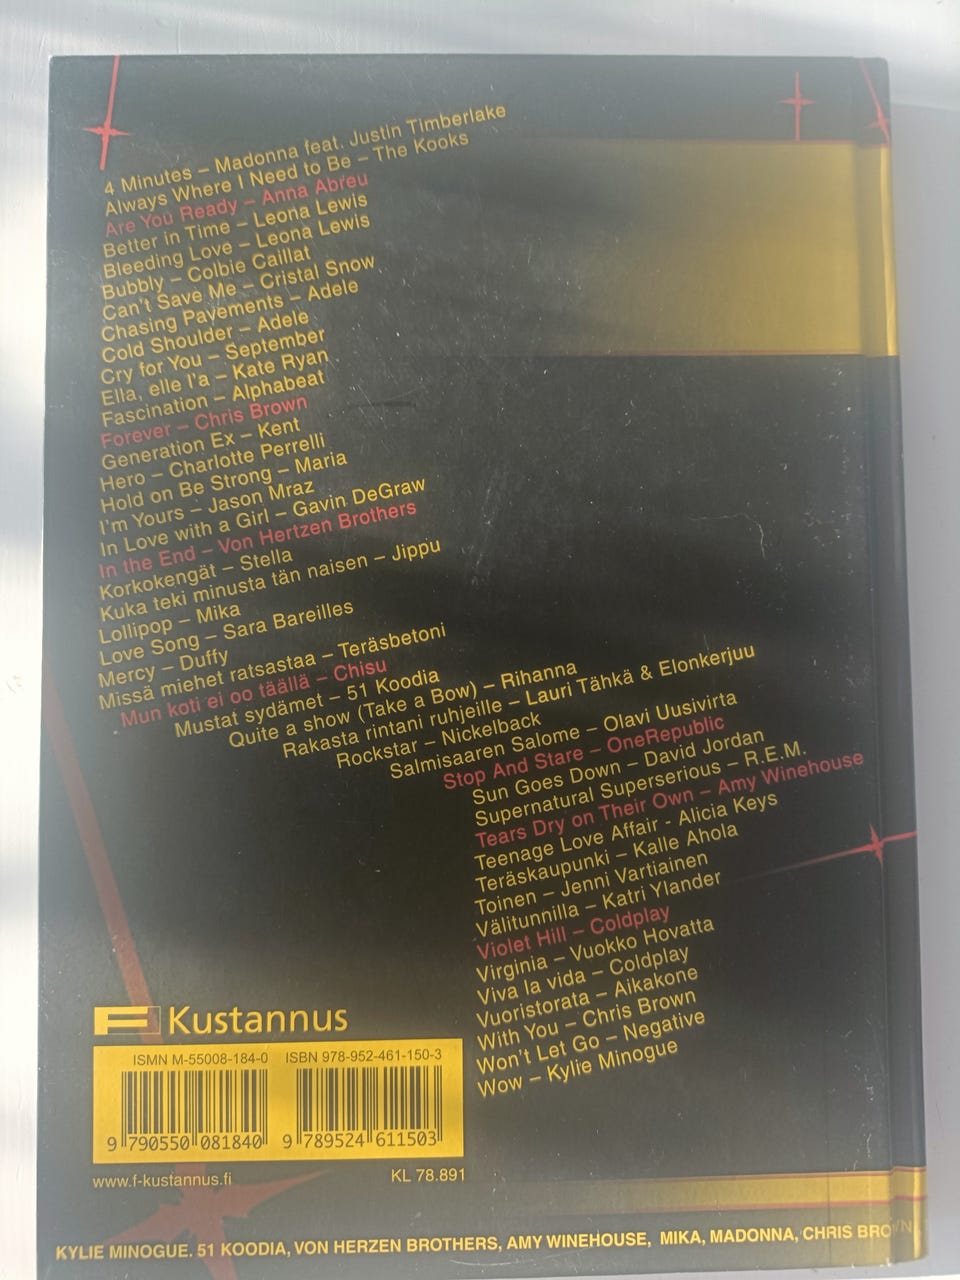 4 Minutes – Madonna feat. Justin Timberlake
Always Where I Need to Be – The Kooks
Are You Ready – Anna Abreu
Better in Time – Leona Lewis
Bleeding Love – Leona Lewis
Bubbly – Colbie Caillat
Can't Save Me – Cristal Snow
Chasing Payements – Adele
Cold Shoulder – Adele
Cry for You – September
Ella, elle l'a – Kate Ryan
Fascination – Alphabeat
Forever – Chris Brown
Generation Ex – Kent
Hero – Charlotte Perrelli
Hold on Be Strong – Maria
I'm Yours – Jason Mraz
In Love with a Girl – Gavin DeGraw
In the End – Von Hertzen Brothers
Korkokengät – Stella
Kuka teki minusta tän naisen – Jippu
Lollipop – Mika
Love Song – Sara Bareilles
Mercy – Duffy
Missä miehet ratsastaa – Teräsbetoni
Mun koti ei oo täällä – Chisu
Mustat sydämet – 51 Koodia
Quite a show (Take a Bow) – Rihanna
Rakasta rintani ruhjeille – Lauri Tähkä & Elonkerjuu
Rockstar – Nickelback
Salmisaaren Salome – Olavi Uusivirta
Stop And Stare – OneRepublic
Sun Goes Down – David Jordan
Supernatural Superserious – R.E.M.
Tears Dry on Their Own – Amy Winehouse
Teenage Love Affair - Alicia Keys
Teräskaupunki – Kalle Ahola
Toinen – Jenni Vartiainen
Välitunnilla – Katri Ylander
Violet Hill – Coldplay
Virginia – Vuokko Hovatta
Viva la vida – Coldplay
Vuoristorata – Aikakone
With You – Chris Brown
Won't Let Go – Negative
Wow – Kylie Minogue
F Kustannus
ISMN M-55008-184-0 ISBN 978-952-461-150-3
9 790550 081840 9 789524 611503
www.f-kustannus.fi KL 78.891
KYLIE MINOGUE. 51 KOODIA, VON HERZEN BROTHERS, AMY WINEHOUSE, MIKA, MADONNA, CHRIS BROWN,